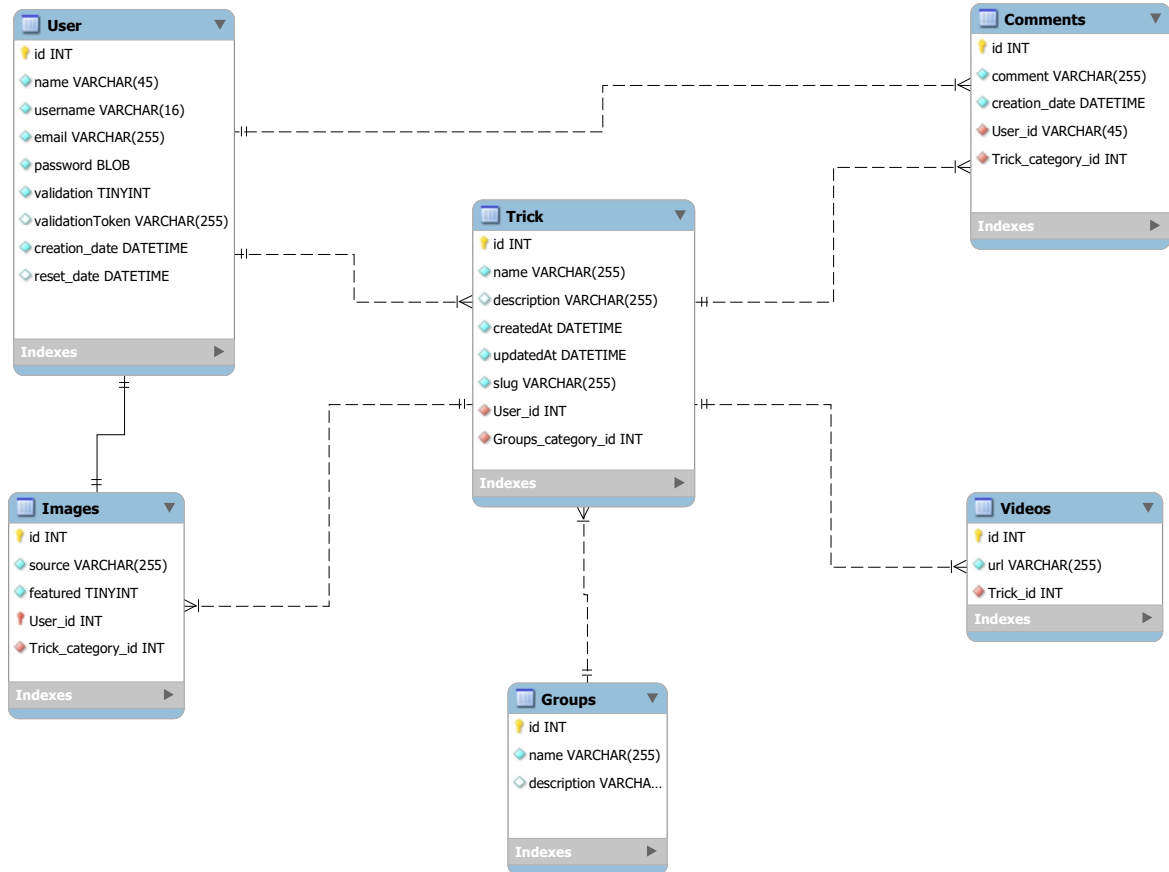 User
id INT
name VARCHAR(45)
username VARCHAR(16)
email VARCHAR(255)
password BLOB
validation TINYINT
validationToken VARCHAR(255)
creation_date DATETIME
reset_date DATETIME
Indexes
Comments
id INT
comment VARCHAR(255)
creation_date DATETIME
User_id VARCHAR(45)
Trick_category_id INT
Indexes
Trick
id INT
name VARCHAR(255)
description VARCHAR(255)
createdAt DATETIME
updatedAt DATETIME
slug VARCHAR(255)
User_id INT
Groups_category_id INT
Indexes
Images
id INT
source VARCHAR(255)
featured TINYINT
User_id INT
Trick_category_id INT
Indexes
Videos
id INT
url VARCHAR(255)
Trick_id INT
Indexes
Groups
id INT
name VARCHAR(255)
description VARCHA...
Indexes